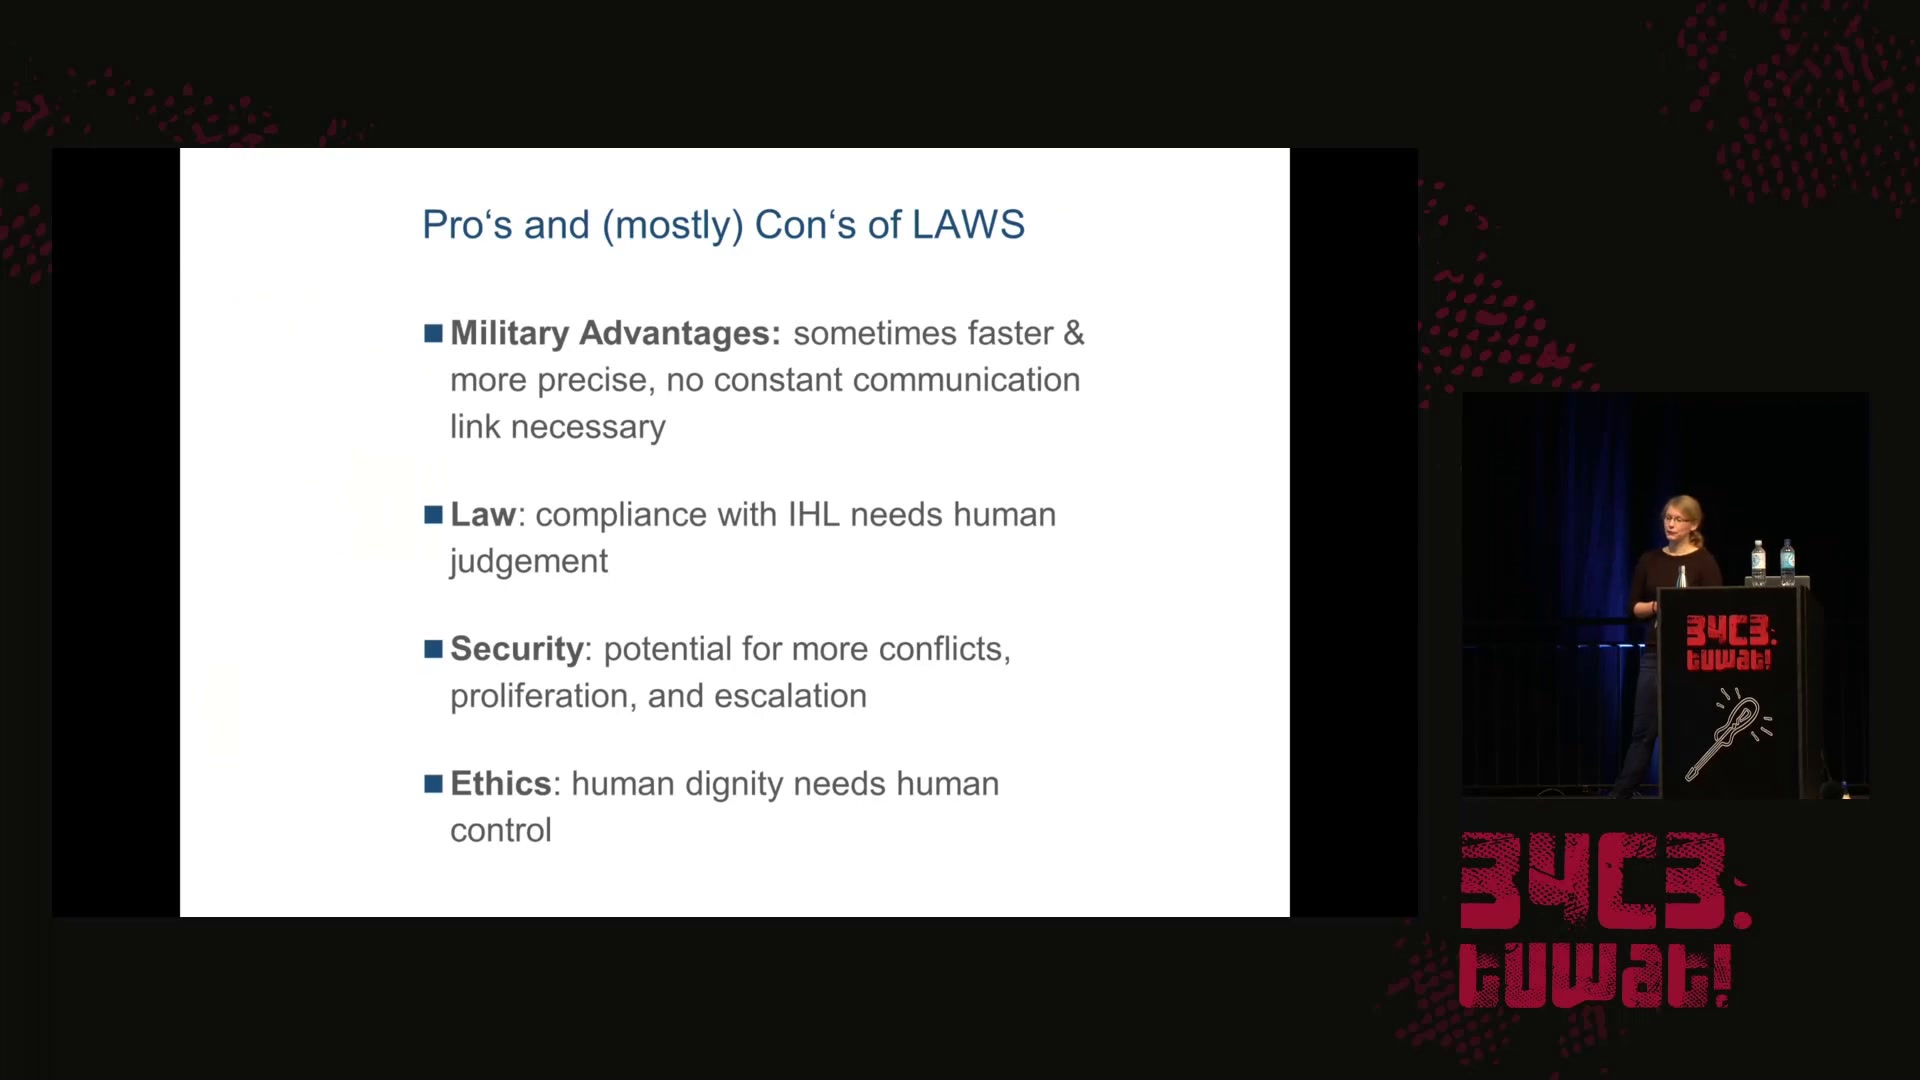 Pro‘s and (mostly) Con‘s of LAWS
Military Advantages: sometimes faster &
more precise, no constant communication
link necessary
Law: compliance with IHL needs human
judgement
Security: potential for more conflicts,
proliferation, and escalation
Ethics: human dignity needs human
control
34C3.
tuwat!
34C3.
tuwat!